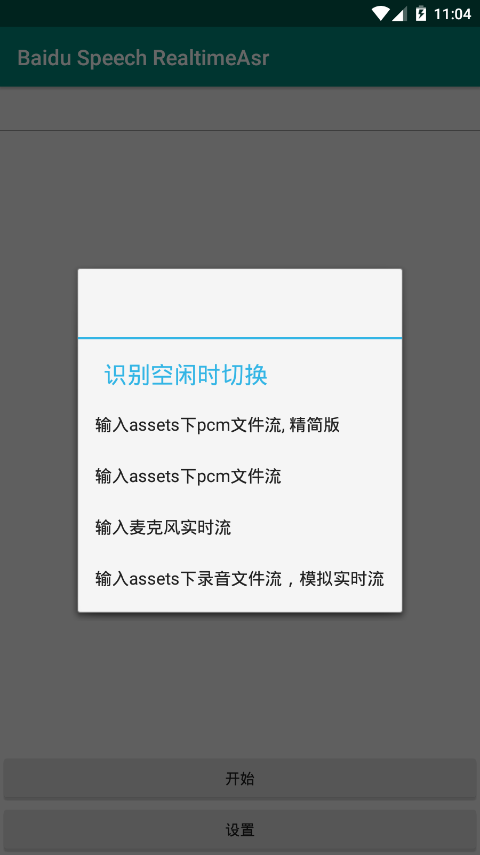 11:04
Baidu Speech RealtimeAsr
识别空闲时切换
输入assets下pcm文件流, 精简版
输入assets下pcm文件流
输入麦克风实时流
输入assets下录音文件流，模拟实时流
开始
设置